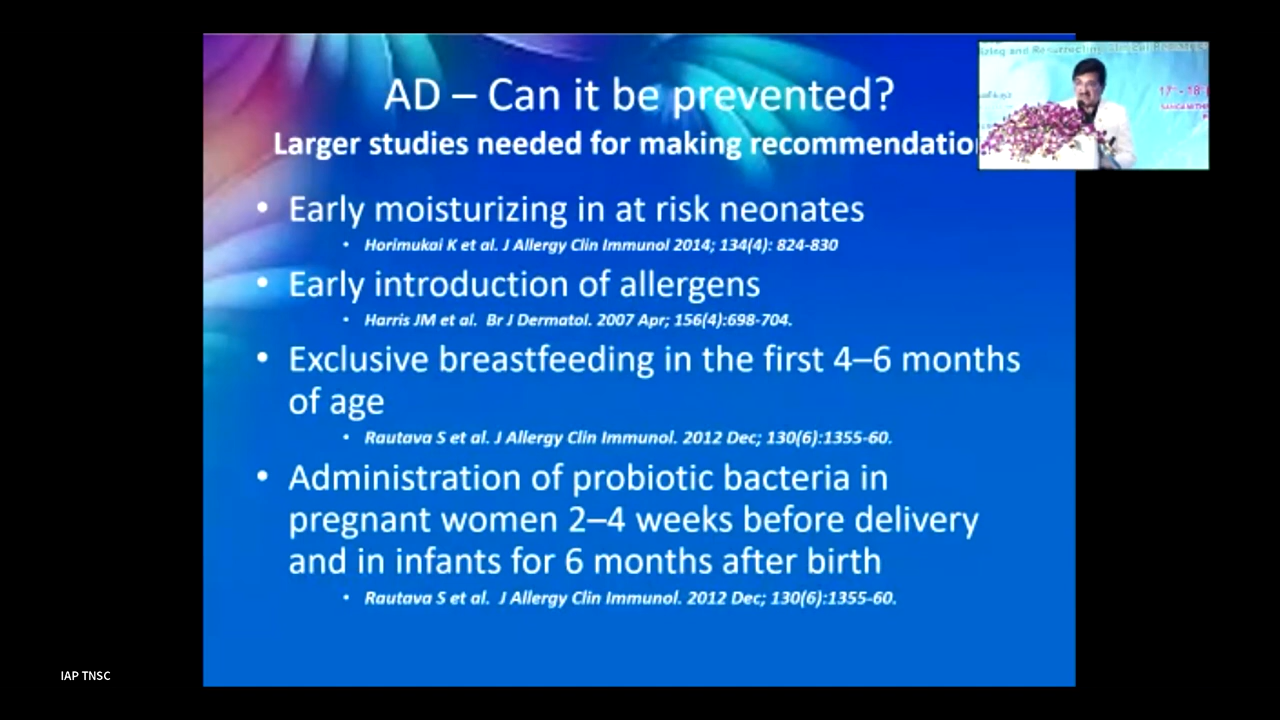 AD – Can it be prevented?
Larger studies needed for making
• Early moisturizing in at risk neonates
• Horimukai K et al. J Allergy Clin Immunol 2014; 134(4): 824-830
• Early introduction of allergens
• Harris JM et al. Br J Dermatol. 2007 Apr; 156(4):698-704.
• Exclusive breastfeeding in the first 4–6 months
of age
• Rautava S et al. J Allergy Clin Immunol. 2012 Dec; 130(6):1355-60.
• Administration of probiotic bacteria in
pregnant women 2–4 weeks before delivery
and in infants for 6 months after birth
• Rautava S et al. J Allergy Clin Immunol. 2012 Dec; 130(6):1355-60.
and Resurrecting
IAP TNSC